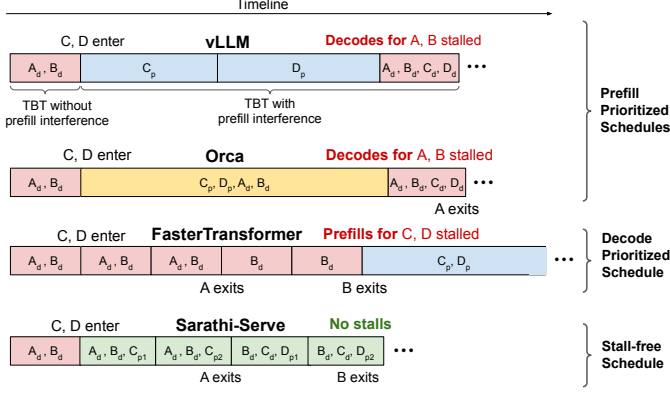 Timeline
C, D enter vLLM Decodes for A, B stalled
A_d, B_d C_p D_p A_d, B_d, C_d, D_d •••
TBT without prefill interference TBT with prefill interference
Prefill Prioritized Schedules
C, D enter Orca Decodes for A, B stalled
A_d, B_d C_p, D_p, A_d, B_d A_d, B_d, C_d, D_d •••
A exits
C, D enter FasterTransformer Prefills for C, D stalled
A_d, B_d A_d, B_d A_d, B_d B_d B_d C_p, D_p •••
A exits B exits
Decode Prioritized Schedule
C, D enter Sarathi-Serve No stalls
A_d, B_d A_d, B_d, C_p1 A_d, B_d, C_p2 B_d, C_d, D_p1 B_d, C_d, D_p2 •••
A exits B exits
Stall-free Schedule